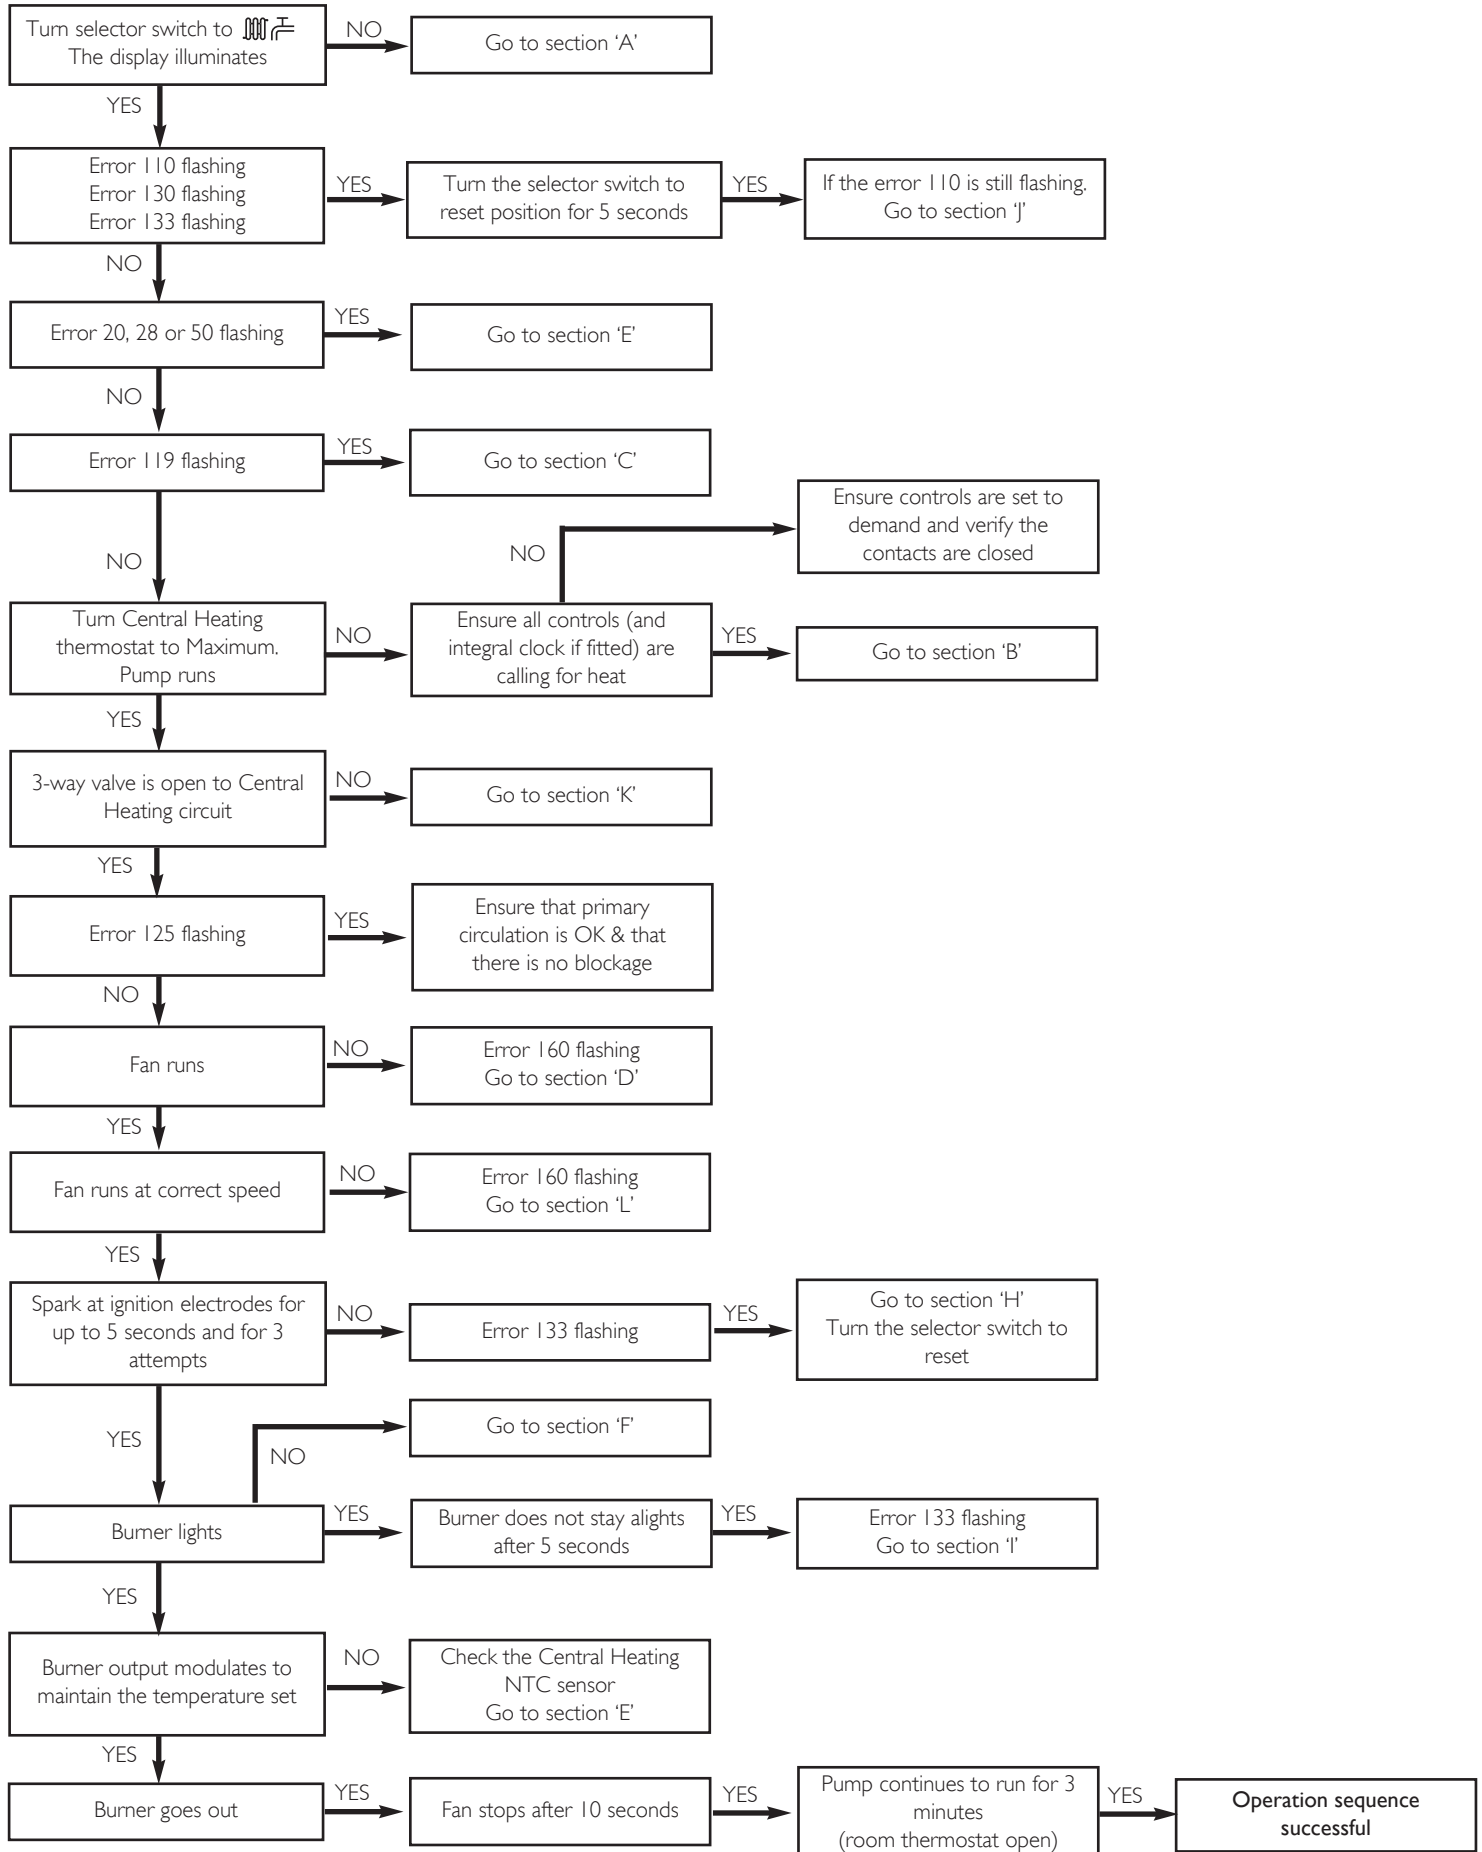 Turn selector switch to
The display illuminates
NO
Go to section ‘A’
YES
Error 110 flashing
Error 130 flashing
Error 133 flashing
YES
Turn the selector switch to
reset position for 5 seconds
YES
If the error 110 is still flashing.
Go to section ‘J’
NO
Error 20, 28 or 50 flashing
YES
Go to section ‘E’
NO
Error 119 flashing
YES
Go to section ‘C’
Ensure controls are set to
demand and verify the
contacts are closed
NO
NO
Turn Central Heating
thermostat to Maximum.
Pump runs
NO
Ensure all controls (and
integral clock if fitted) are
calling for heat
YES
Go to section ‘B’
YES
3-way valve is open to Central
Heating circuit
NO
Go to section ‘K’
YES
Error 125 flashing
YES
Ensure that primary
circulation is OK & that
there is no blockage
NO
Fan runs
NO
Error 160 flashing
Go to section ‘D’
YES
Fan runs at correct speed
NO
Error 160 flashing
Go to section ‘L’
YES
Spark at ignition electrodes for
up to 5 seconds and for 3
attempts
NO
Error 133 flashing
YES
Go to section ‘H’
Turn the selector switch to
reset
YES
Go to section ‘F’
NO
Burner lights
YES
Burner does not stay alights
after 5 seconds
YES
Error 133 flashing
Go to section ‘I’
YES
Burner output modulates to
maintain the temperature set
NO
Check the Central Heating
NTC sensor
Go to section ‘E’
YES
Burner goes out
YES
Fan stops after 10 seconds
YES
Pump continues to run for 3
minutes
(room thermostat open)
YES
Operation sequence
successful